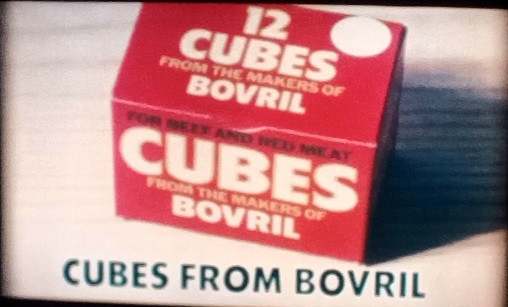 12
CUBES
FROM THE MAKERS OF
BOVRIL
FOR BEEF AND RED MEAT
CUBES
FROM THE MAKERS OF
BOVRIL
CUBES FROM BOVRIL